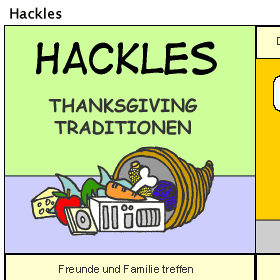 Hackles
HACKLES
THANKSGIVING
TRADITIONEN
Freunde und Familie treffen